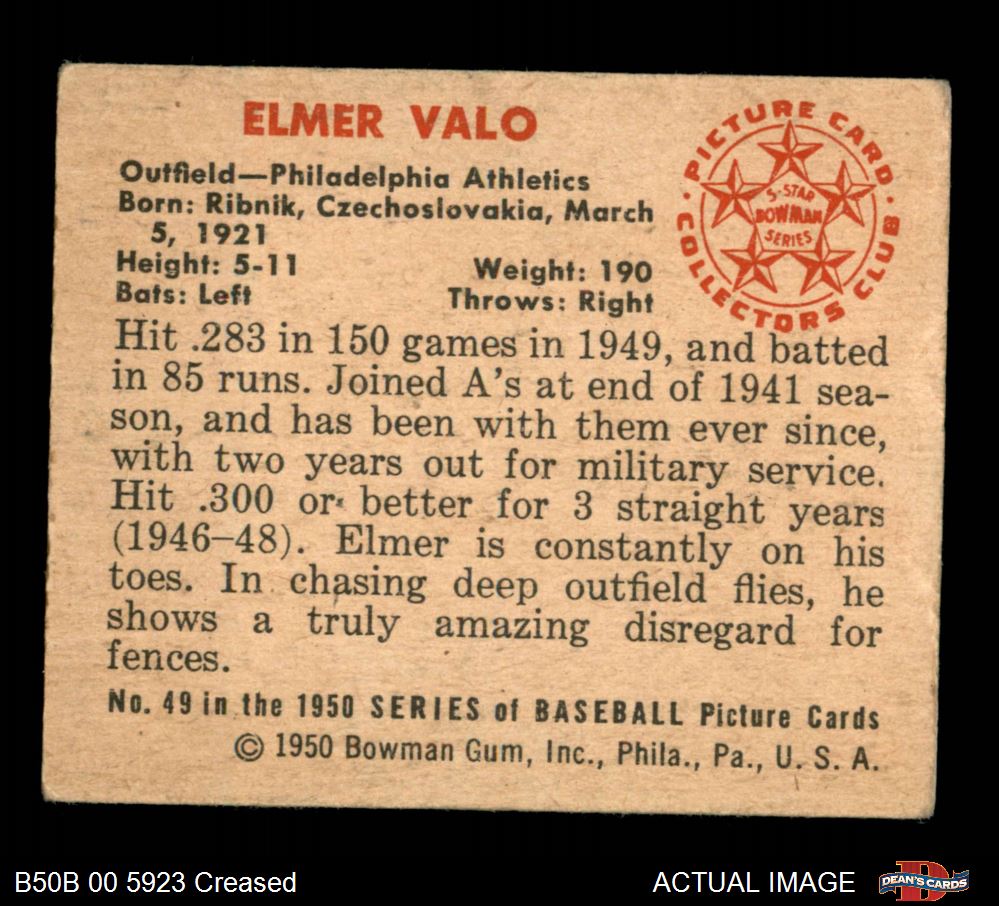 ELMER VALO
Outfield—Philadelphia Athletics
Born: Ribnik, Czechoslovakia, March
5, 1921
Height: 5-11 Weight: 190
Bats: Left Throws: Right
· PICTURE CARD ·
COLLECTORS CLUB
5-STAR
BOWMAN
SERIES
Hit .283 in 150 games in 1949, and batted
in 85 runs. Joined A's at end of 1941 sea-
son, and has been with them ever since,
with two years out for military service.
Hit .300 or better for 3 straight years
(1946–48). Elmer is constantly on his
toes. In chasing deep outfield flies, he
shows a truly amazing disregard for
fences.
No. 49 in the 1950 SERIES of BASEBALL Picture Cards
© 1950 Bowman Gum, Inc., Phila., Pa., U. S. A.
B50B 00 5923 Creased ACTUAL IMAGE
D
DEAN'S CARDS